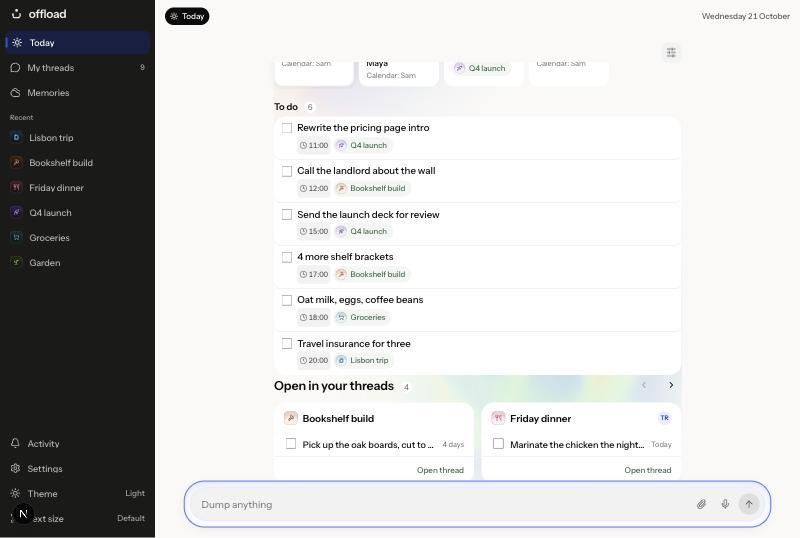 offload
Today
My threads 9
Memories
Recent
Lisbon trip
Bookshelf build
Friday dinner
Q4 launch
Groceries
Garden
Activity
Settings
Theme Light
ext size Default
N
Today
Wednesday 21 October
Calendar: Sam
Maya
Calendar: Sam
Q4 launch
Calendar: Sam
To do 6
Rewrite the pricing page intro
11:00 Q4 launch
Call the landlord about the wall
12:00 Bookshelf build
Send the launch deck for review
15:00 Q4 launch
4 more shelf brackets
17:00 Bookshelf build
Oat milk, eggs, coffee beans
18:00 Groceries
Travel insurance for three
20:00 Lisbon trip
Open in your threads 4
Bookshelf build
Pick up the oak boards, cut to ... 4 days
Open thread
Friday dinner TR
Marinate the chicken the night... Today
Open thread
Dump anything